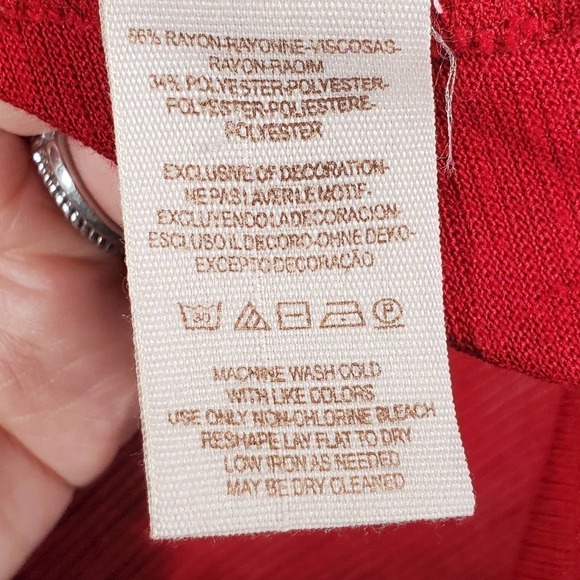 66% RAYON-RAYONNE-VISCOSAS-
RAYON-RADIM
34% POLYESTER-POLYESTER-
POLYESTER-POLIESTERE-
POLYESTER
EXCLUSIVE OF DECORATION-
NE PAS LAVER LE MOTIF-
EXCLUYENDO LA DECORACION-
ESCLUSO IL DECORO-OHNE DEKO-
EXCEPTO DECORAÇÃO
30
P
MACHINE WASH COLD
WITH LIKE COLORS
USE ONLY NON-CHLORINE BLEACH
RESHAPE LAY FLAT TO DRY
LOW IRON AS NEEDED
MAY BE DRY CLEANED